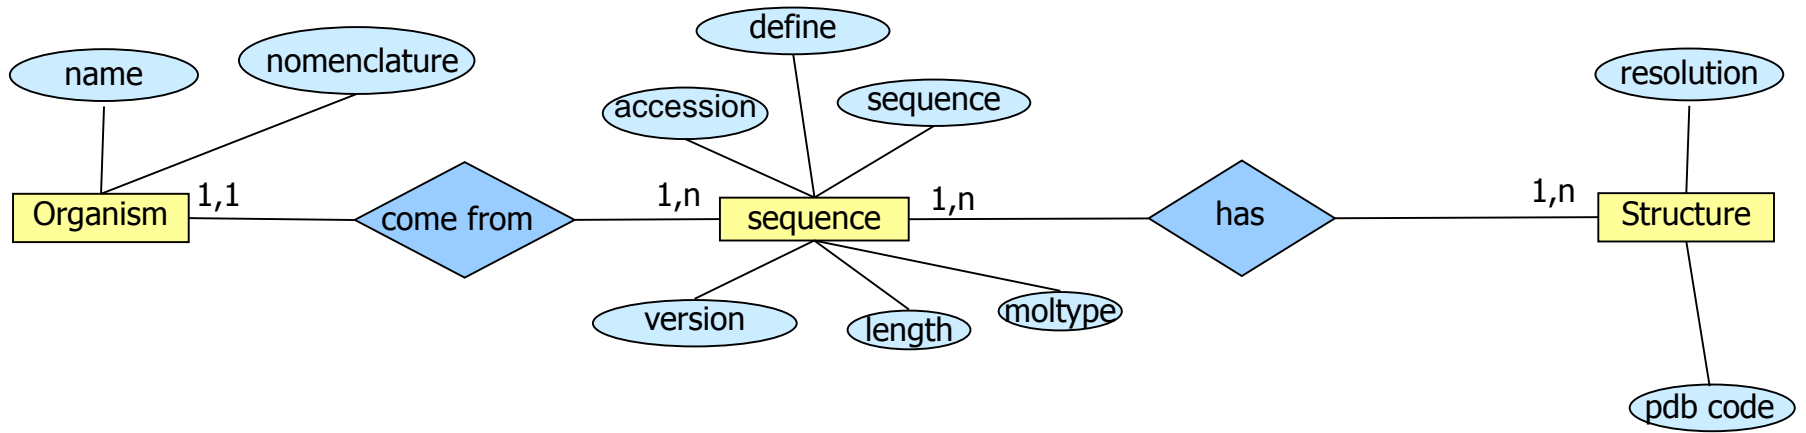 define
name
nomenclature
resolution
accession
sequence
1,1
1,n
1,n
1,n
Organism
come from
sequence
has
Structure
version
length
moltype
pdb code